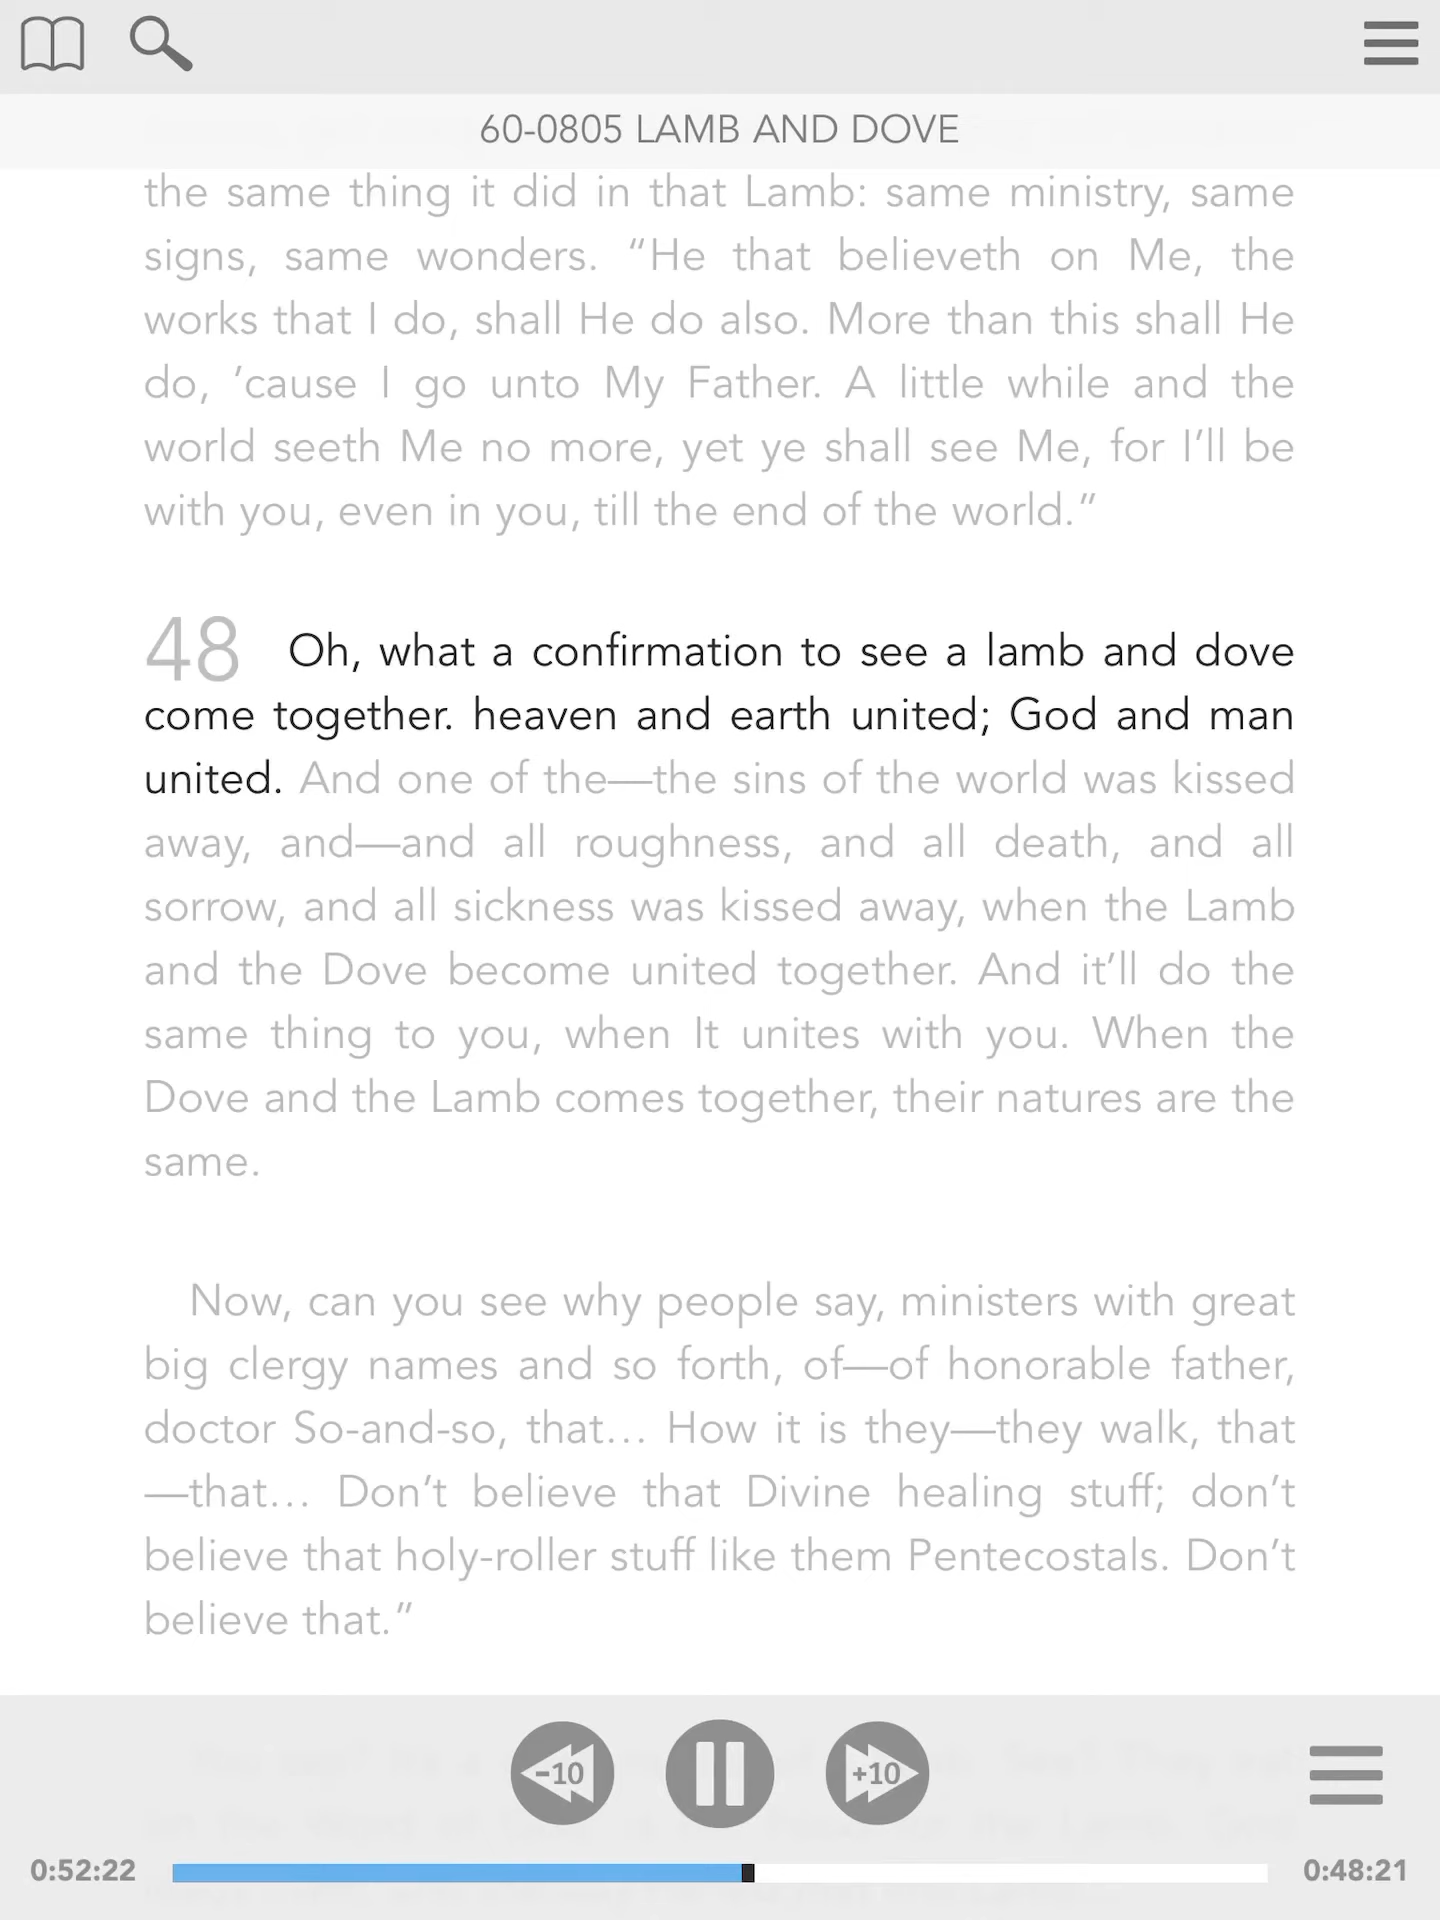 60-0805 LAMB AND DOVE
the same thing it did in that Lamb: same ministry, same
signs, same wonders. “He that believeth on Me, the
works that I do, shall He do also. More than this shall He
do, ’cause I go unto My Father. A little while and the
world seeth Me no more, yet ye shall see Me, for I’ll be
with you, even in you, till the end of the world.”
48 Oh, what a confirmation to see a lamb and dove
come together. heaven and earth united; God and man
united. And one of the—the sins of the world was kissed
away, and—and all roughness, and all death, and all
sorrow, and all sickness was kissed away, when the Lamb
and the Dove become united together. And it’ll do the
same thing to you, when It unites with you. When the
Dove and the Lamb comes together, their natures are the
same.
Now, can you see why people say, ministers with great
big clergy names and so forth, of—of honorable father,
doctor So-and-so, that… How it is they—they walk, that
—that… Don’t believe that Divine healing stuff; don’t
believe that holy-roller stuff like them Pentecostals. Don’t
believe that.”
-10 +10
0:52:22 0:48:21